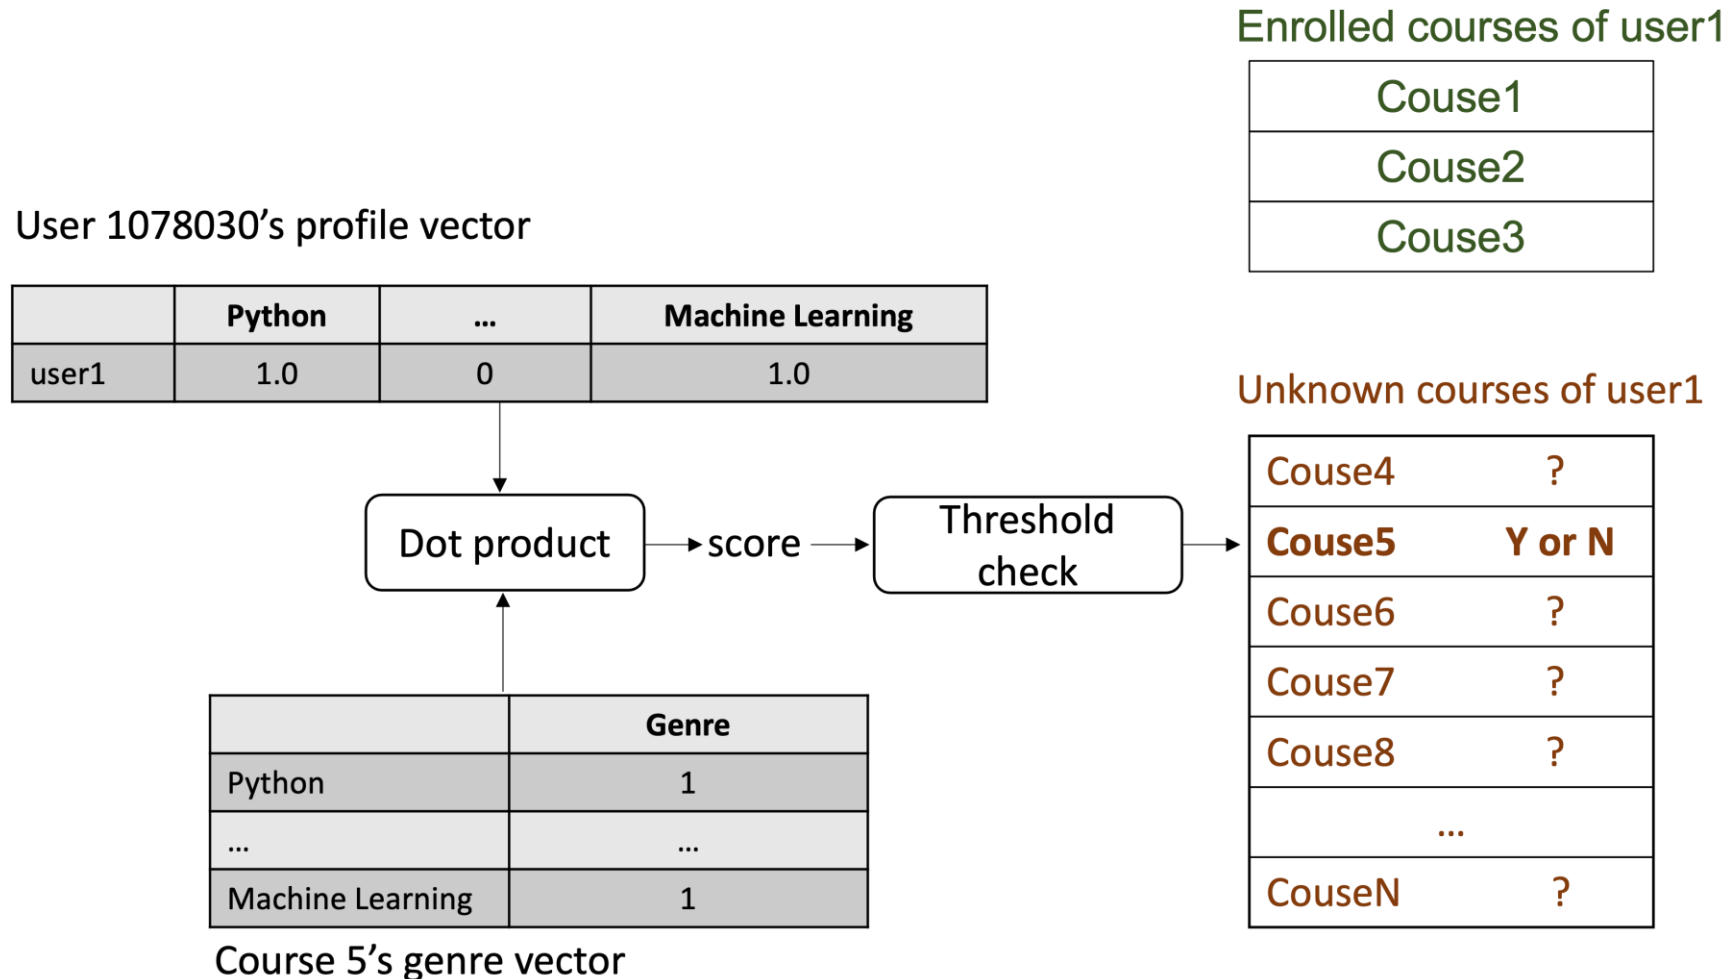 Enrolled courses of user1
Couse1
Couse2
Couse3
User 1078030’s profile vector
Python ... Machine Learning
user1 1.0 0 1.0
Unknown courses of user1
Couse4 ?
Couse5 Y or N
Couse6 ?
Couse7 ?
Couse8 ?
...
CouseN ?
Dot product
score
Threshold
check
Genre
Python 1
... ...
Machine Learning 1
Course 5’s genre vector